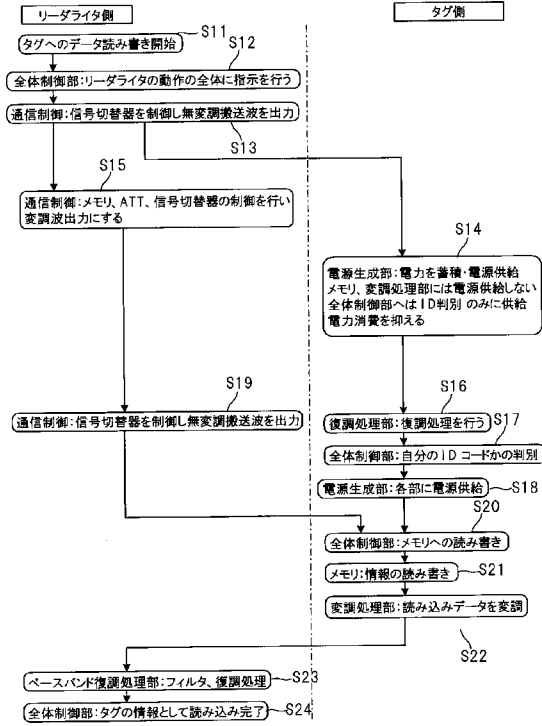 リーダライタ側
タグ側
タグへのデータ読み書き開始
S11
全体制御部：リーダライタの動作の全体に指示を行う
S12
通信制御：信号切替器を制御し無変調搬送波を出力
S13
S15
通信制御：メモリ、ATT、信号切替器の制御を行い
変調波出力にする
S14
電源生成部：電力を蓄積・電源供給
メモリ、変調処理部には電源供給しない
全体制御部へはID判別のみに供給
電力消費を抑える
S19
通信制御：信号切替器を制御し無変調搬送波を出力
S16
復調処理部：復調処理を行う
S17
全体制御部：自分のIDコードかの判別
電源生成部：各部に電源供給
S18
S20
全体制御部：メモリへの読み書き
メモリ：情報の読み書き
S21
変調処理部：読み込みデータを変調
S22
ベースバンド復調処理部：フィルタ、復調処理
S23
全体制御部：タグの情報として読み込み完了
S24